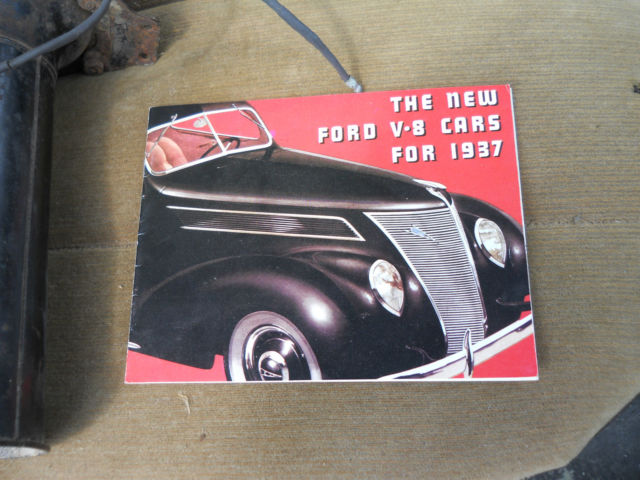 THE NEW
FORD V-8 CARS
FOR 1937